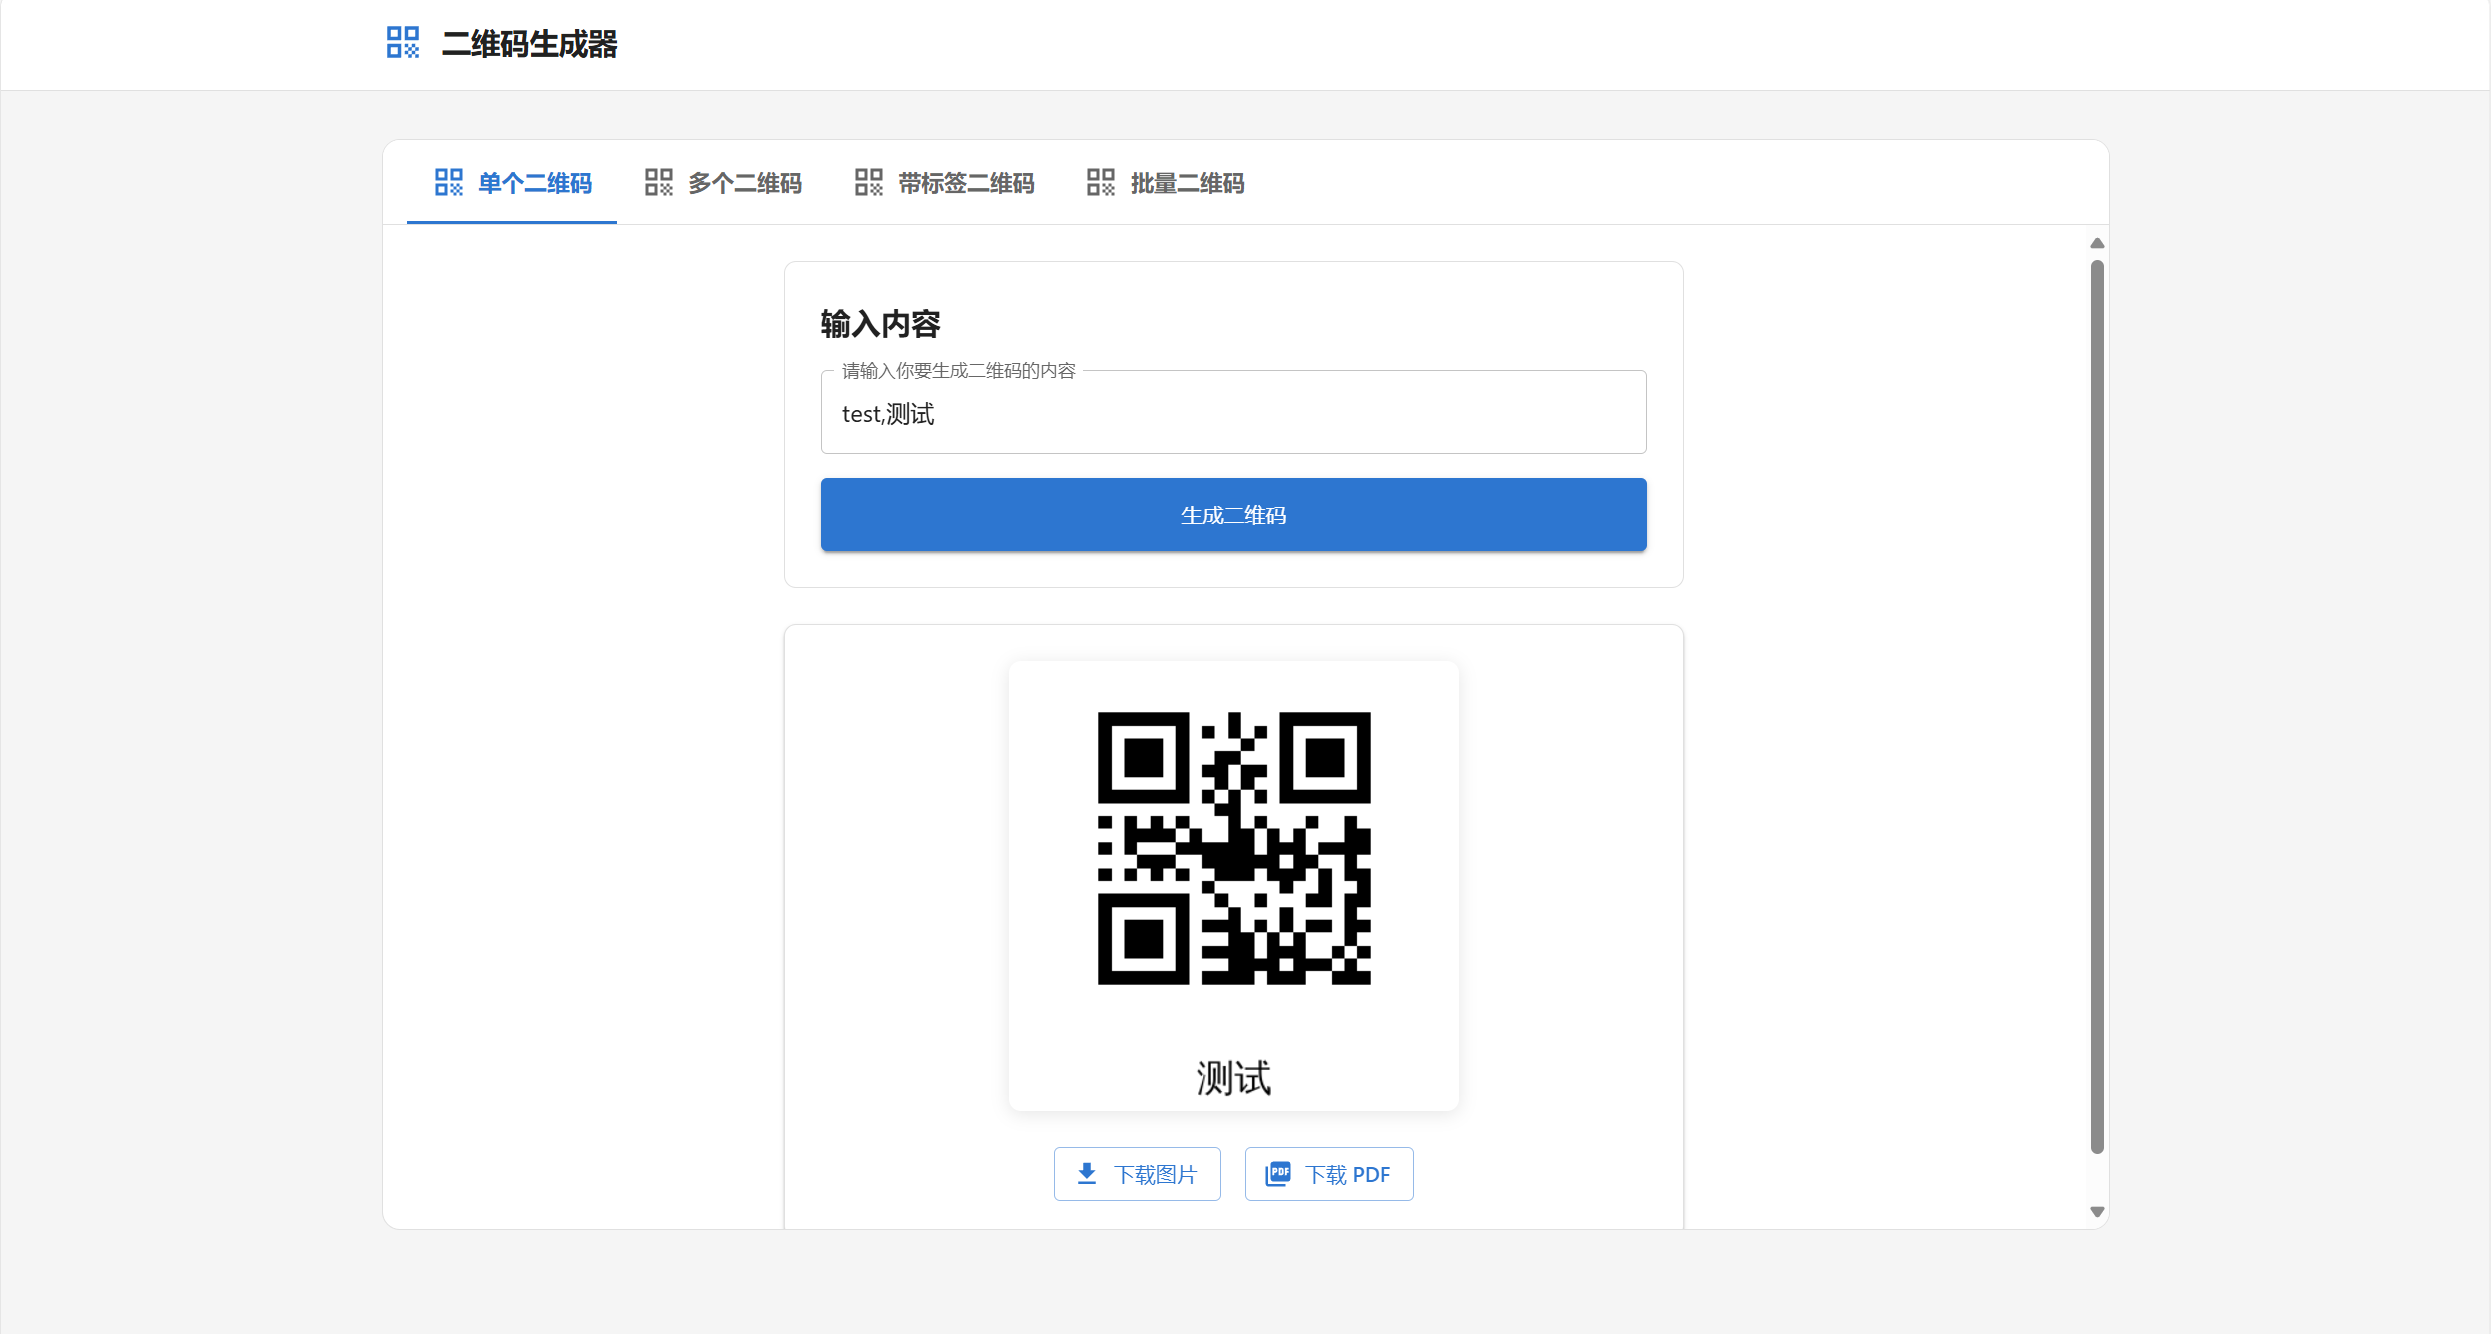 二维码生成器
单个二维码
多个二维码
带标签二维码
批量二维码
输入内容
请输入你要生成二维码的内容
test,测试
生成二维码
测试
下载图片
PDF 下载 PDF